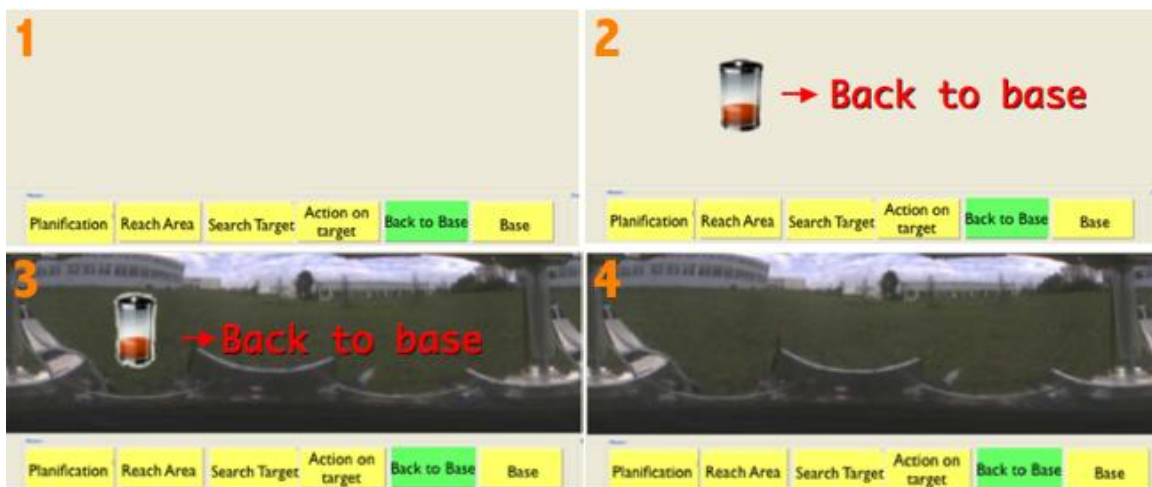 1
Planification Reach Area Search Target Action on target Back to Base Base
2
→ Back to base
Planification Reach Area Search Target Action on target Back to Base Base
3
→ Back to base
Planification Reach Area Search Target Action on target Back to Base Base
4
Planification Reach Area Search Target Action on target Back to Base Base